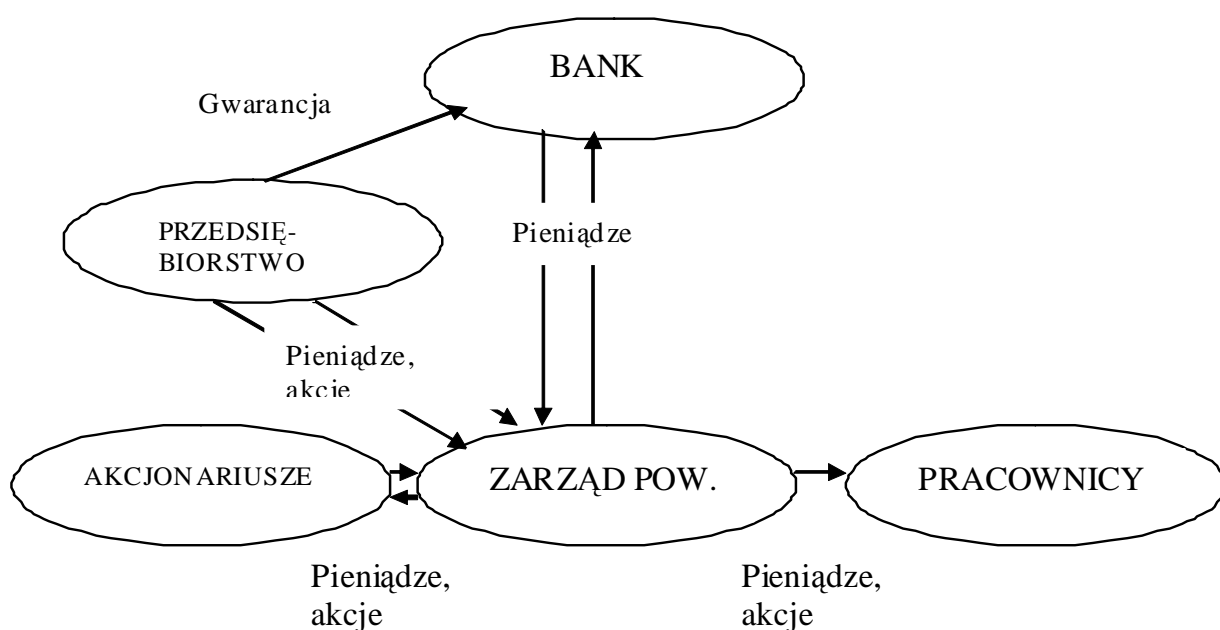 BANK
Gwarancja
PRZEDSIĘ-
BIORSTWO
Pieniądze
Pieniądze,
akcje
AKCJONARIUSZE
ZARZĄD POW.
PRACOWNICY
Pieniądze,
akcje
Pieniądze,
akcje